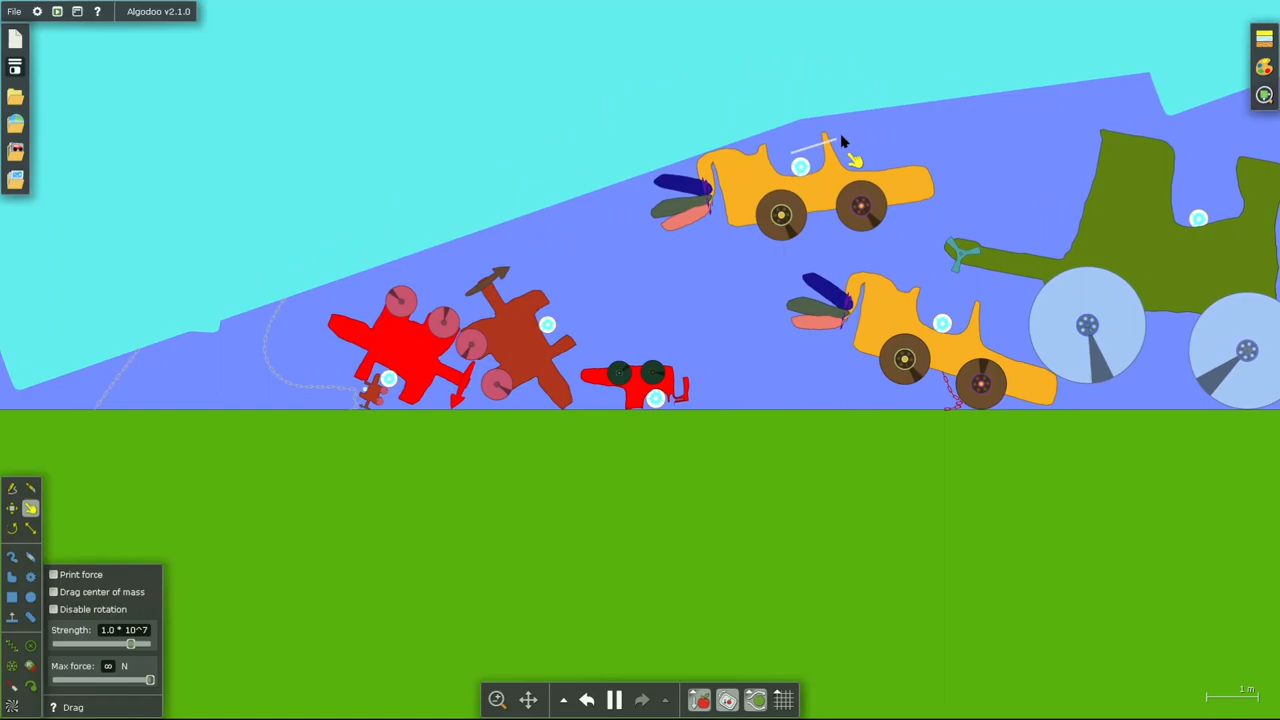 File ? Algodoo v2.1.0
Print force
Drag center of mass
Disable rotation
Strength: 1.0 * 10^7
Max force: ∞ N
? Drag
1 m